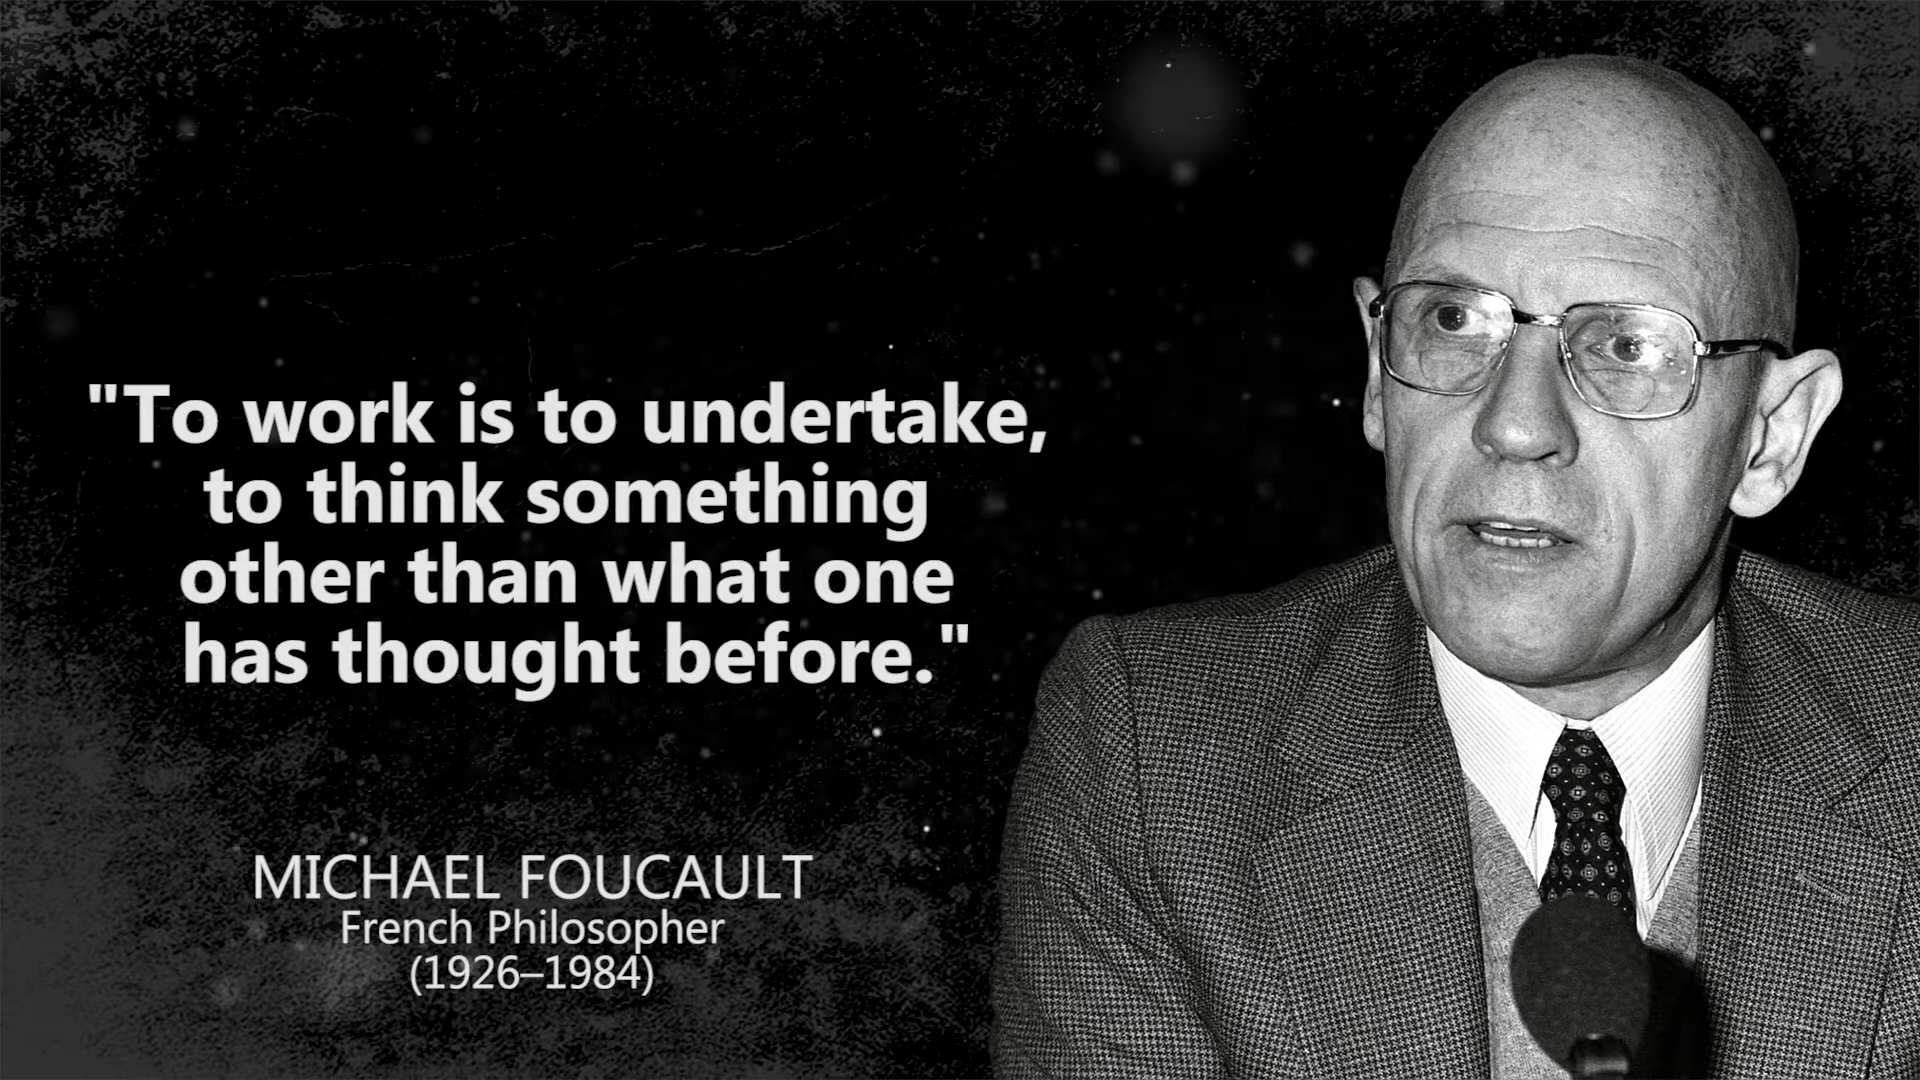 "To work is to undertake,
to think something
other than what one
has thought before."
MICHAEL FOUCAULT
French Philosopher
(1926–1984)